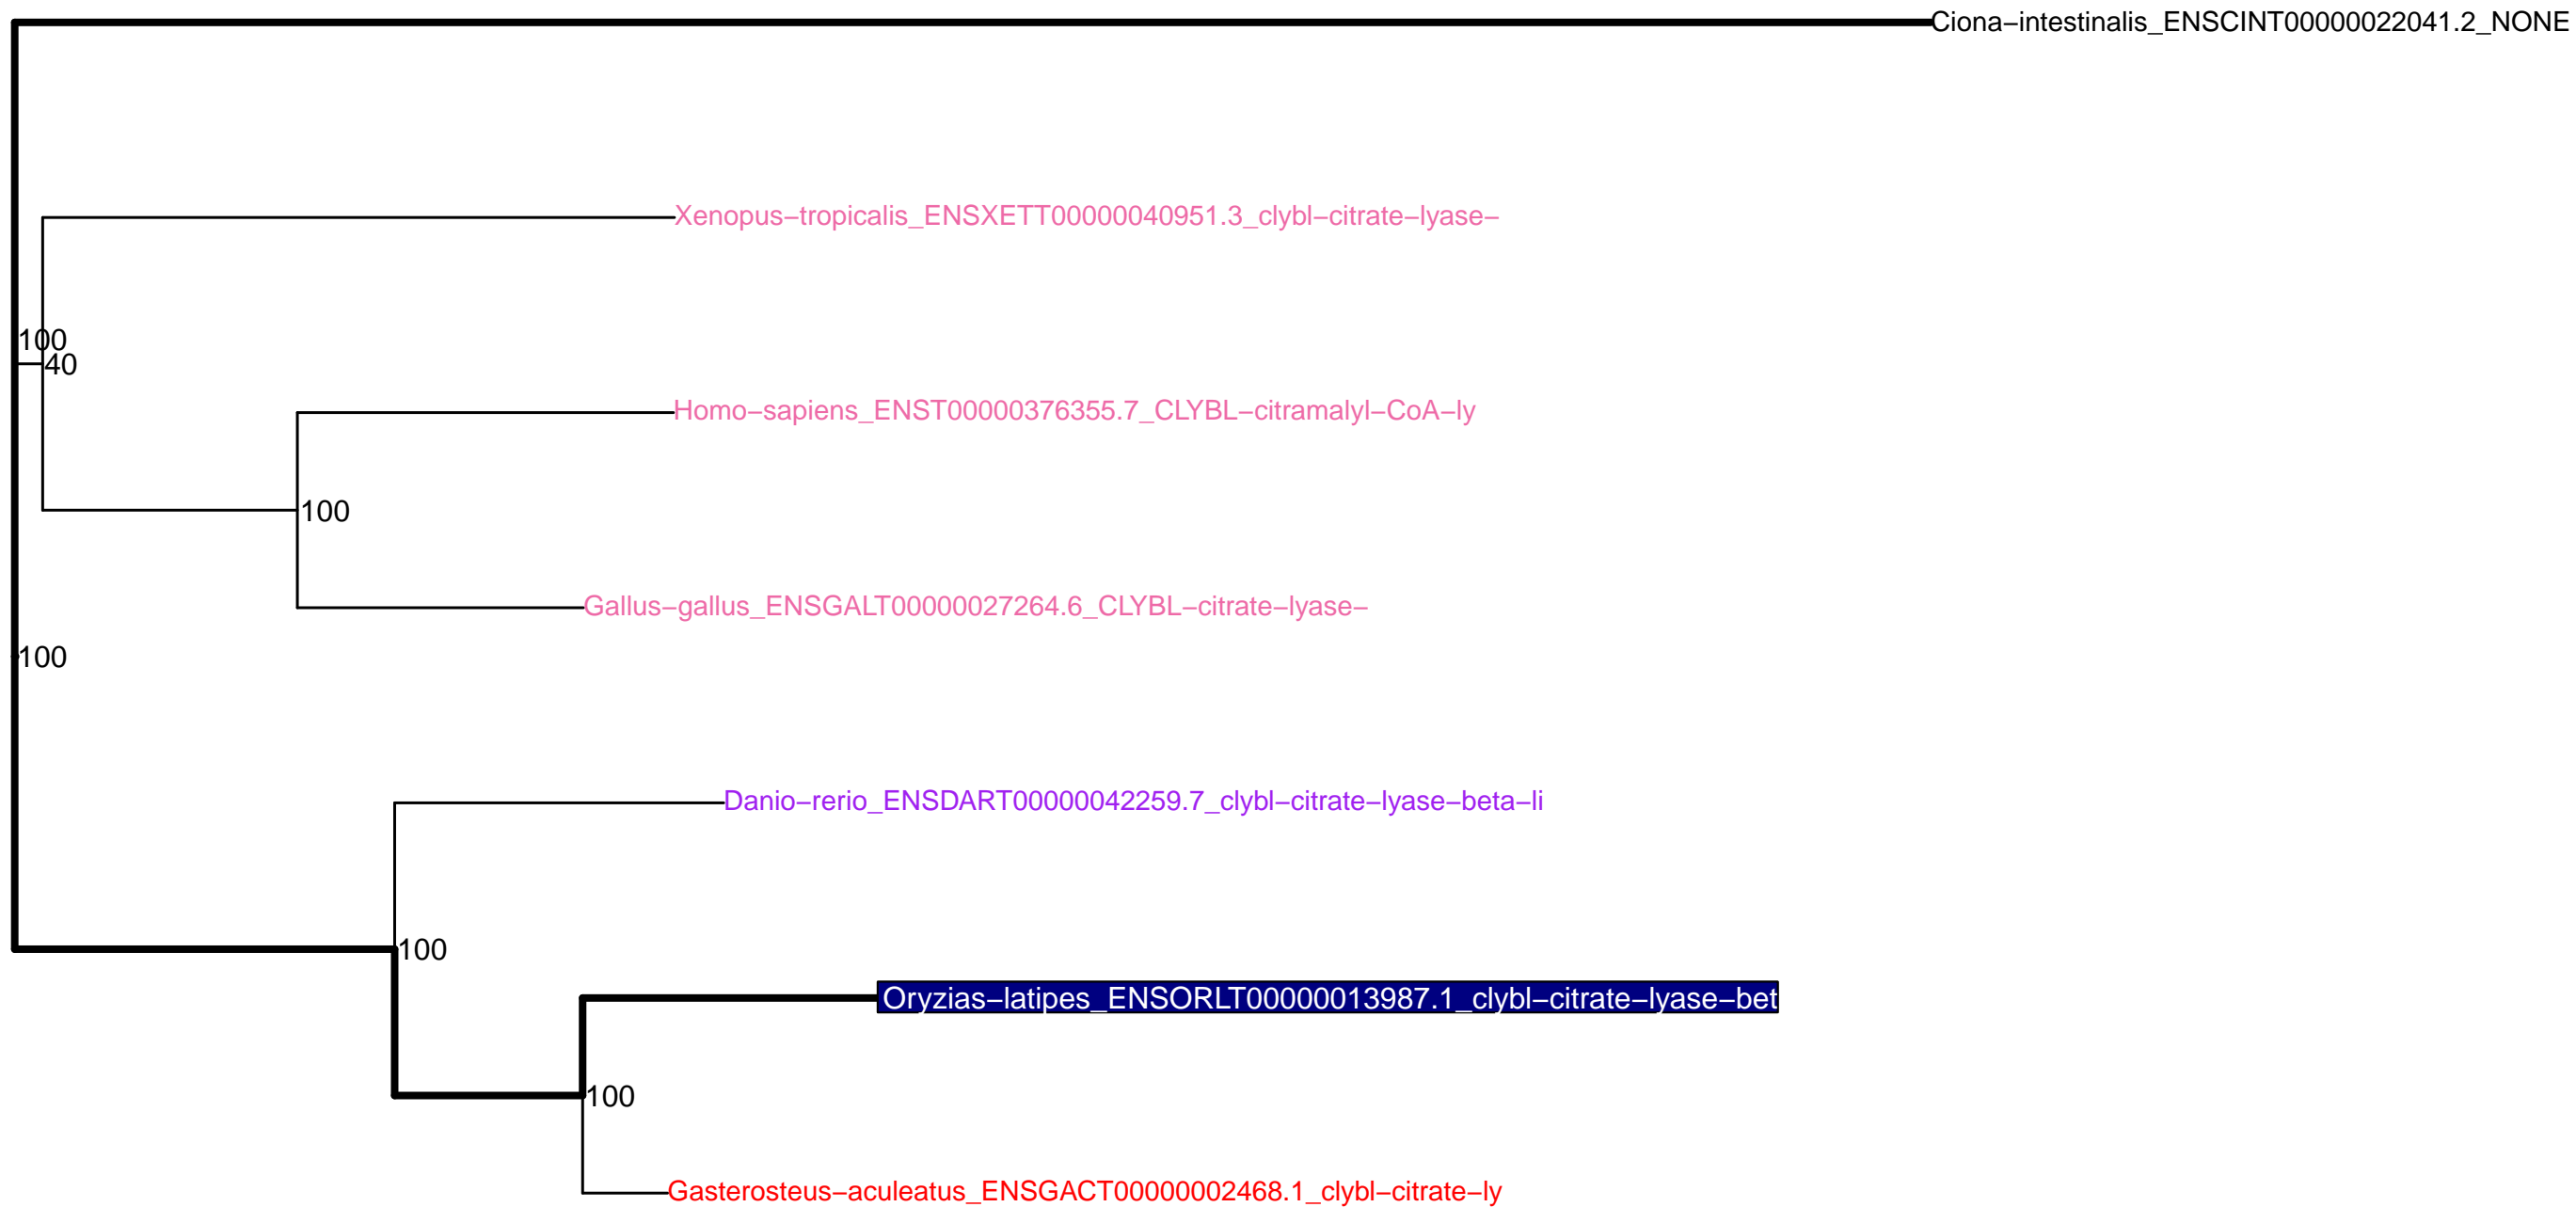 Ciona−intestinalis_ENSCINT00000022041.2_NONE
Xenopus−tropicalis_ENSXETT00000040951.3_clybl−citrate−lyase−
100
40
Homo−sapiens_ENST00000376355.7_CLYBL−citramalyl−CoA−ly
100
Gallus−gallus_ENSGALT00000027264.6_CLYBL−citrate−lyase−
100
Danio−rerio_ENSDART00000042259.7_clybl−citrate−lyase−beta−li
100
Oryzias−latipes_ENSORLT00000013987.1_clybl−citrate−lyase−bet
100
Gasterosteus−aculeatus_ENSGACT00000002468.1_clybl−citrate−ly